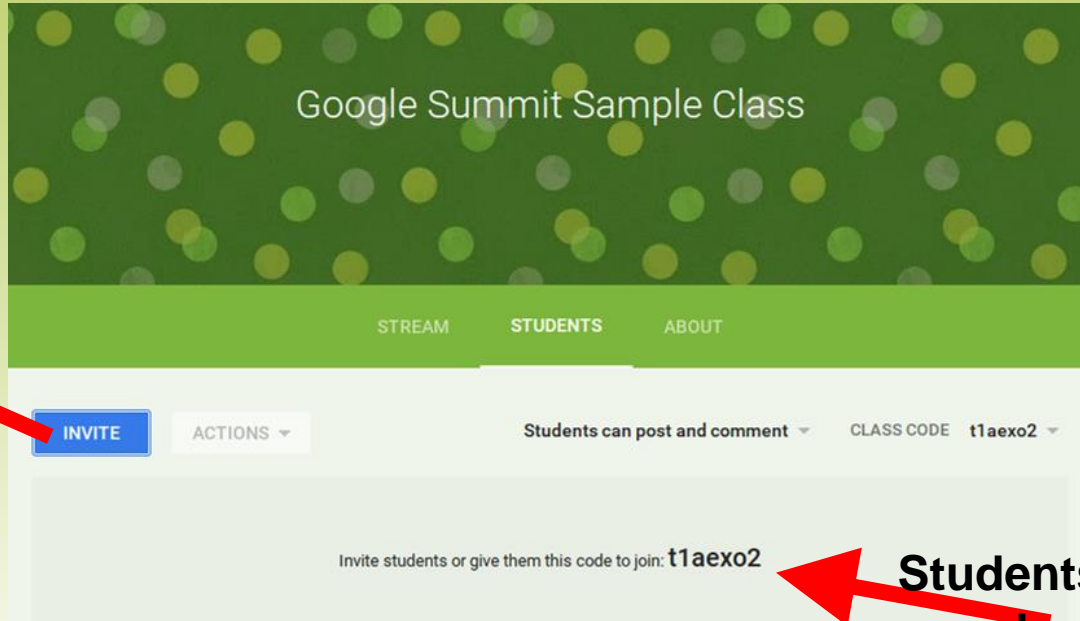 Google Summit Sample Class
STREAM STUDENTS ABOUT
INVITE ACTIONS Students can post and comment CLASS CODE t1aexo2
Invite students or give them this code to join: t1aexo2
Students